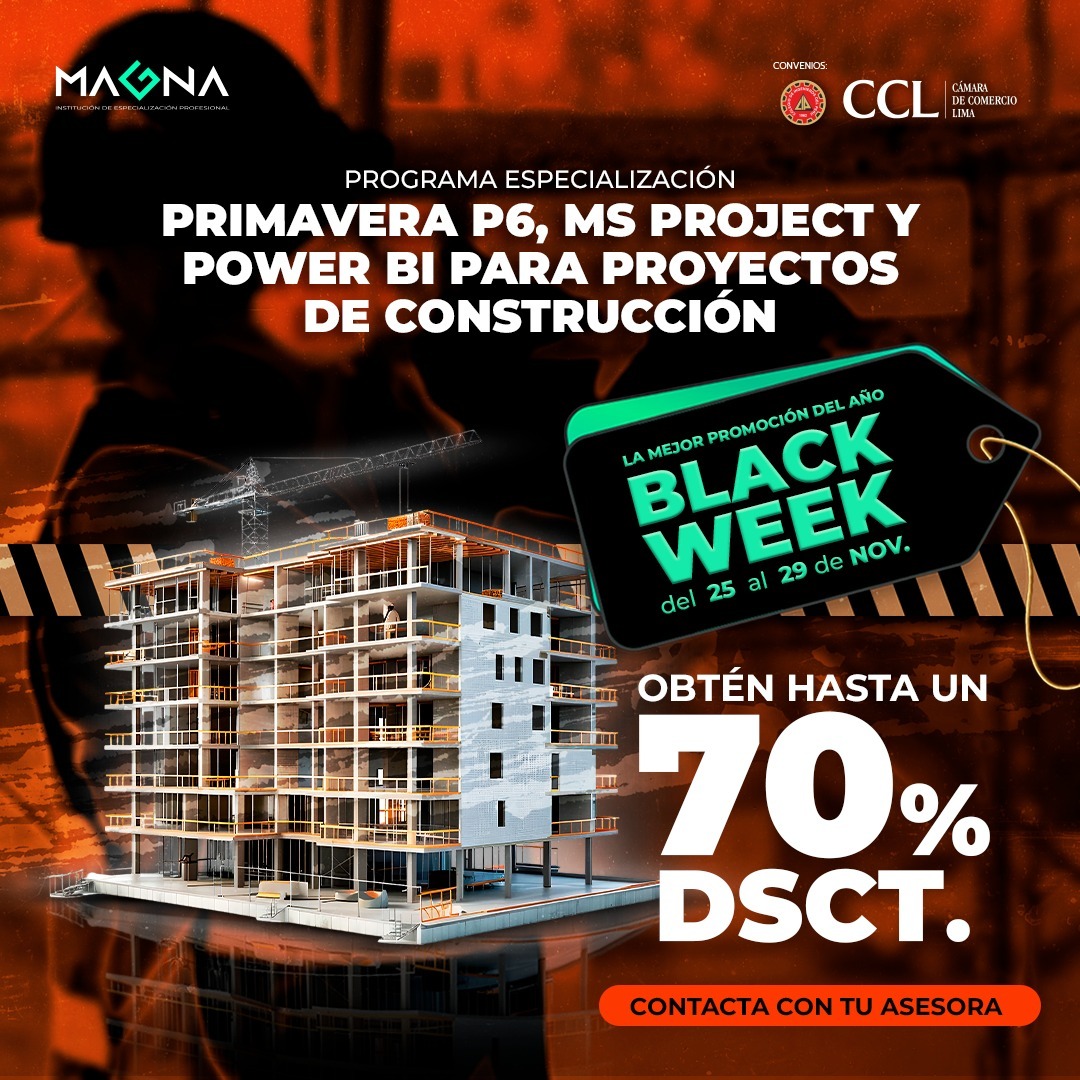 MAGNA
INSTITUCIÓN DE ESPECIALIZACIÓN PROFESIONAL
CONVENIOS:
CCL
CÁMARA
DE COMERCIO
LIMA
PROGRAMA ESPECIALIZACIÓN
PRIMAVERA P6, MS PROJECT Y
POWER BI PARA PROYECTOS
DE CONSTRUCCIÓN
LA MEJOR PROMOCIÓN DEL AÑO
BLACK
WEEK
del 25 al 29 de NOV.
OBTÉN HASTA UN
70%
DSCT.
CONTACTA CON TU ASESORA